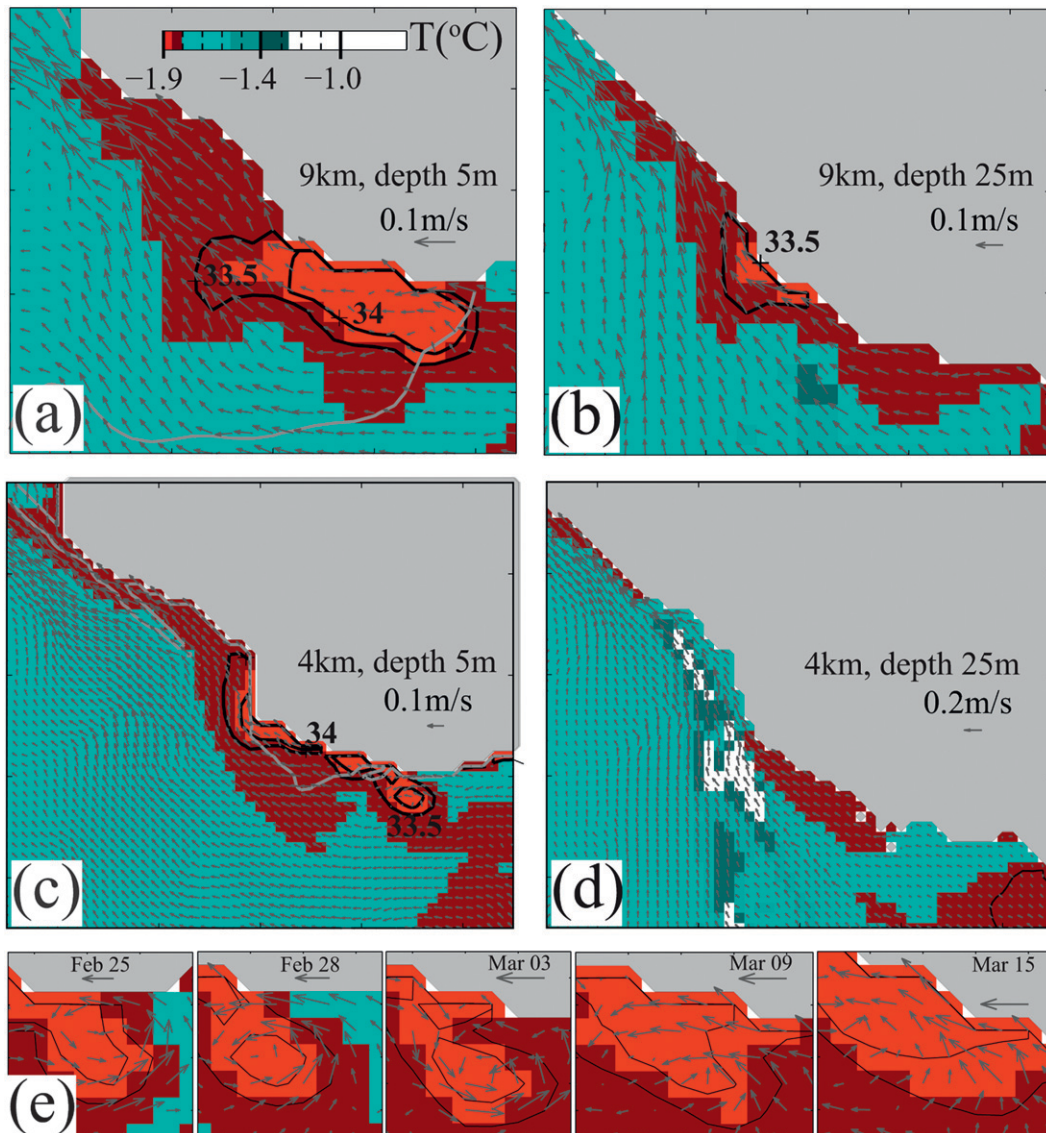 T(°C)
−1.9 −1.4 −1.0
9km, depth 5m
0.1m/s
33.5
34
(a)
9km, depth 25m
0.1m/s
33.5
(b)
4km, depth 5m
0.1m/s
34
33.5
(c)
4km, depth 25m
0.2m/s
(d)
Feb 25
Feb 28
Mar 03
Mar 09
Mar 15
(e)